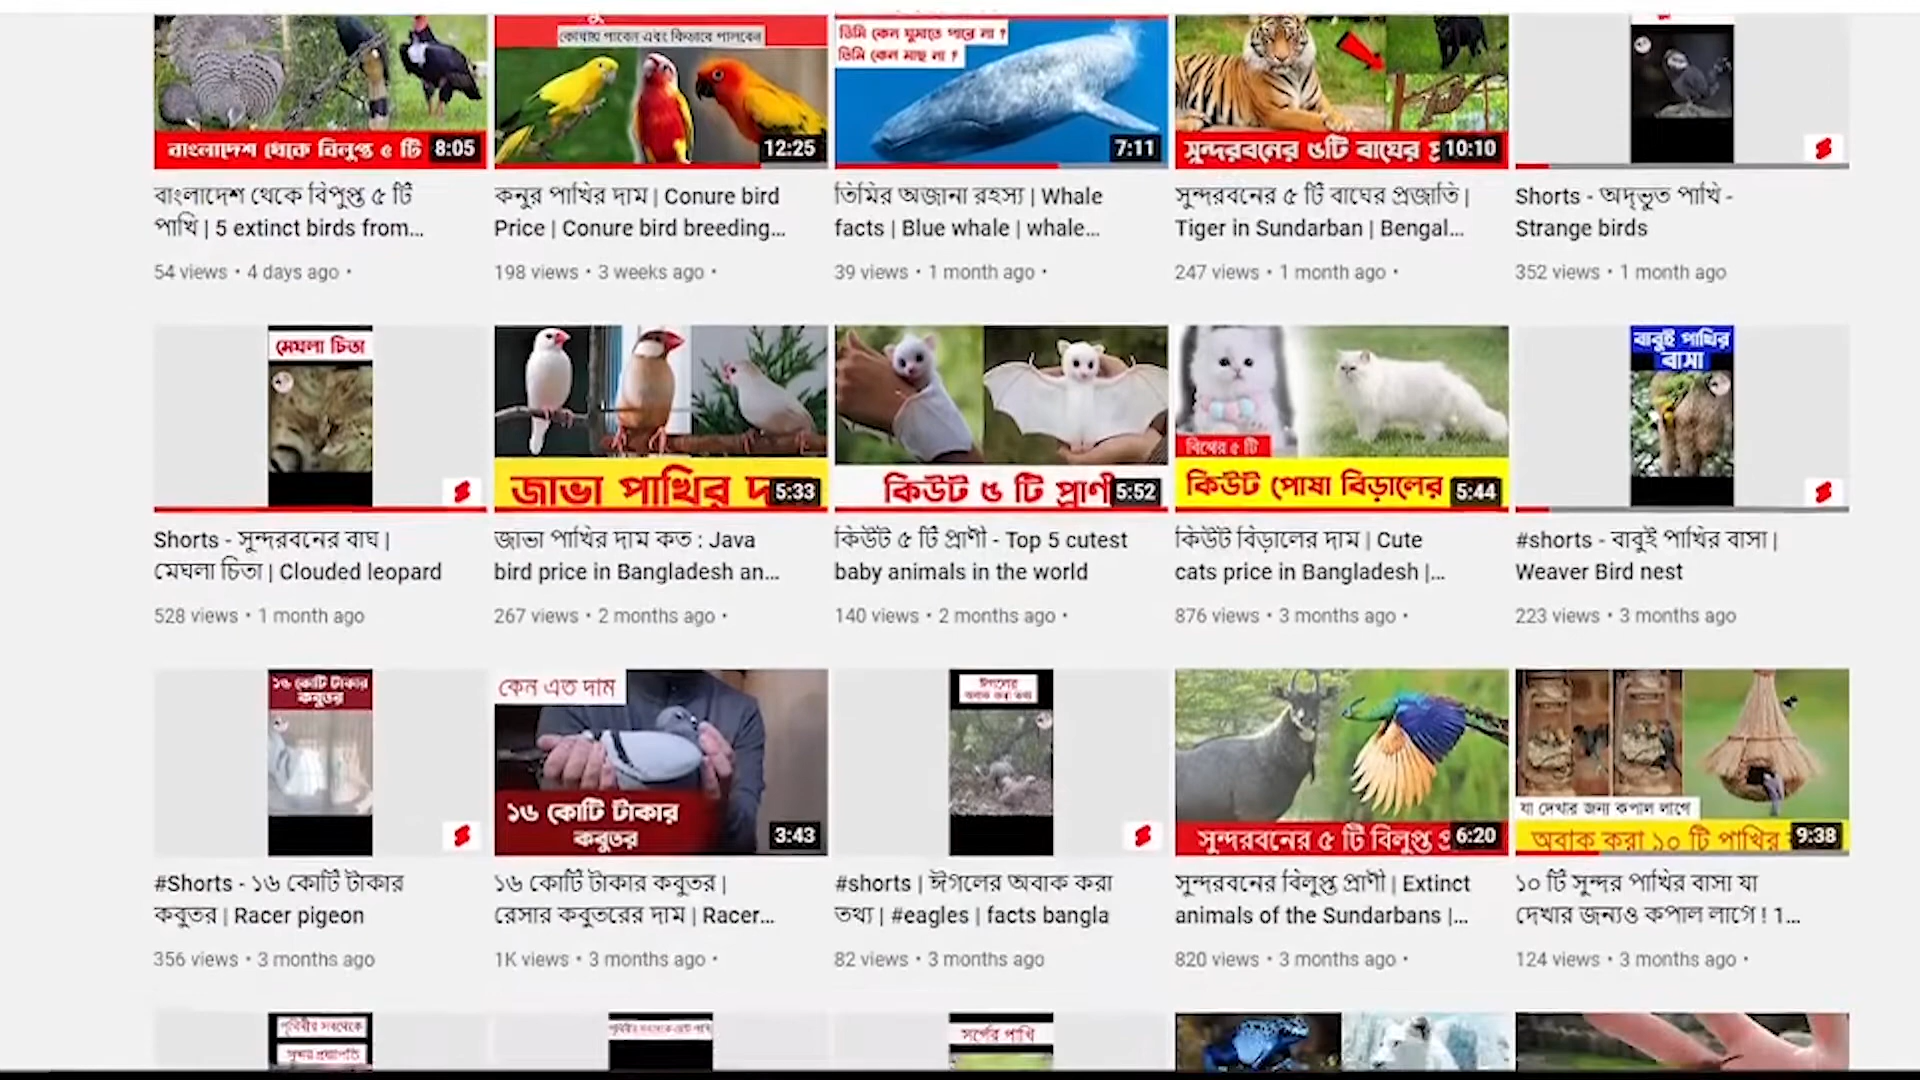 বাংলাদেশ থেকে বিলুপ্ত ৫ টি 8:05
কোথায় পাবেন এবং কিভাবে পালবেন
12:25
তিমি কেন ঘুমাতে পারে না ?
তিমি কেন মাছ না ?
7:11
সুন্দরবনের ৫টি বাঘের প্র 10:10
বাংলাদেশ থেকে বিপুপ্ত ৫ টি
পাখি | 5 extinct birds from...
54 views • 4 days ago •
কনুর পাখির দাম | Conure bird
Price | Conure bird breeding...
198 views • 3 weeks ago •
তিমির অজানা রহস্য | Whale
facts | Blue whale | whale...
39 views • 1 month ago •
সুন্দরবনের ৫ টি বাঘের প্রজাতি |
Tiger in Sundarban | Bengal...
247 views • 1 month ago •
Shorts - অদ্ভুত পাখি -
Strange birds
352 views • 1 month ago
মেঘলা চিতা
জাভা পাখির দ 5:33
কিউট ৫ টি প্রাণী 5:52
বিশ্বের ৫ টি
কিউট পোষা বিড়ালের 5:44
বাবুই পাখির
বাসা
Shorts - সুন্দরবনের বাঘ |
মেঘলা চিতা | Clouded leopard
528 views • 1 month ago
জাভা পাখির দাম কত : Java
bird price in Bangladesh an...
267 views • 2 months ago •
কিউট ৫ টি প্রাণী - Top 5 cutest
baby animals in the world
140 views • 2 months ago •
কিউট বিড়ালের দাম | Cute
cats price in Bangladesh |...
876 views • 3 months ago •
#shorts - বাবুই পাখির বাসা |
Weaver Bird nest
223 views • 3 months ago
১৬ কোটি টাকার
কবুতর
কেন এত দাম
১৬ কোটি টাকার
কবুতর 3:43
ঈগলের
অবাক করা তথ্য
সুন্দরবনের ৫ টি বিলুপ্ত প্র 6:20
যা দেখার জন্য কপাল লাগে
অবাক করা ১০ টি পাখির ব 9:38
#Shorts - ১৬ কোটি টাকার
কবুতর | Racer pigeon
356 views • 3 months ago
১৬ কোটি টাকার কবুতর |
রেসার কবুতরের দাম | Racer...
1K views • 3 months ago •
#shorts | ঈগলের অবাক করা
তথ্য | #eagles | facts bangla
82 views • 3 months ago
সুন্দরবনের বিলুপ্ত প্রাণী | Extinct
animals of the Sundarbans |...
820 views • 3 months ago •
১০ টি সুন্দর পাখির বাসা যা
দেখার জন্যও কপাল লাগে ! 1...
124 views • 3 months ago •
পৃথিবীর সবথেকে
সুন্দর প্রজাপতি
স্বর্গের পাখি